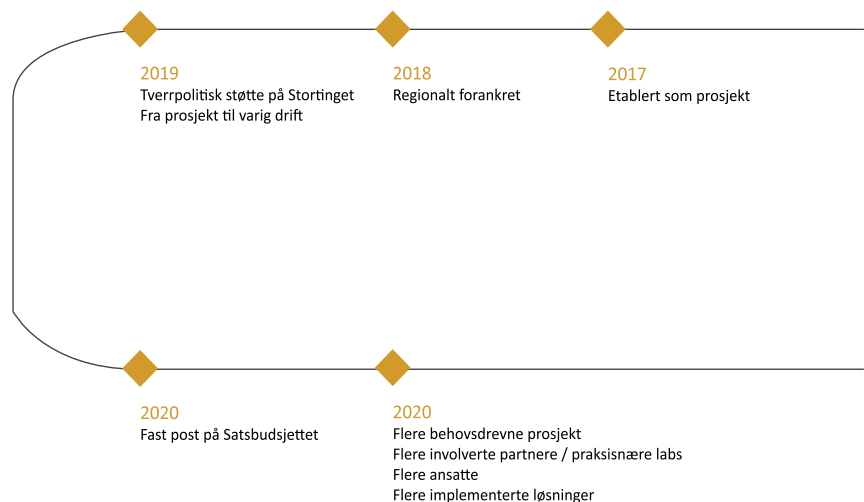 2019
Tverrpolitisk støtte på Stortinget
Fra prosjekt til varig drift
2018
Regionalt forankret
2017
Etablert som prosjekt
2020
Fast post på Satsbudsjettet
2020
Flere behovsdrevne prosjekt
Flere involverte partnere / praksisnære labs
Flere ansatte
Flere implementerte løsninger